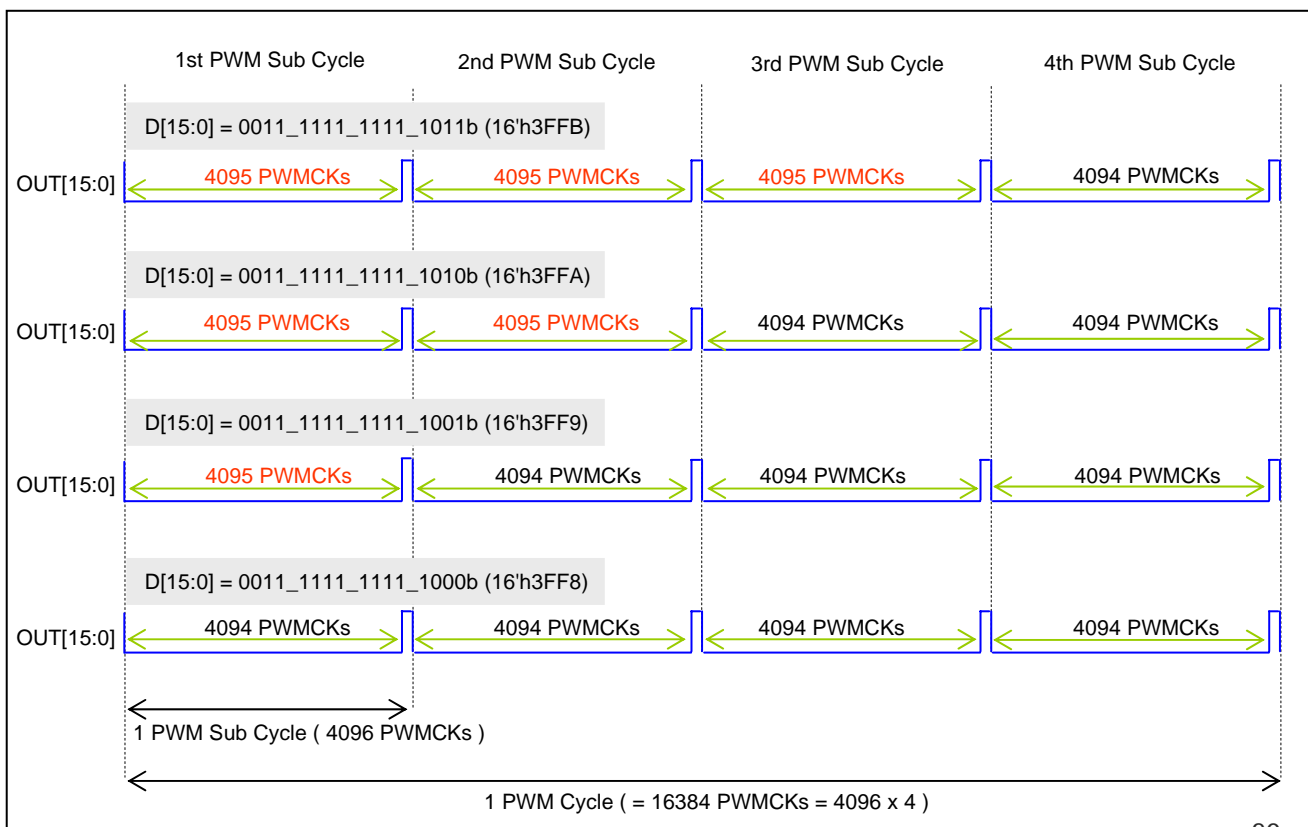 1st PWM Sub Cycle 2nd PWM Sub Cycle 3rd PWM Sub Cycle 4th PWM Sub Cycle
D[15:0] = 0011_1111_1111_1011b (16'h3FFB)
OUT[15:0] 4095 PWMCKs 4095 PWMCKs 4095 PWMCKs 4094 PWMCKs
D[15:0] = 0011_1111_1111_1010b (16'h3FFA)
OUT[15:0] 4095 PWMCKs 4095 PWMCKs 4094 PWMCKs 4094 PWMCKs
D[15:0] = 0011_1111_1111_1001b (16'h3FF9)
OUT[15:0] 4095 PWMCKs 4094 PWMCKs 4094 PWMCKs 4094 PWMCKs
D[15:0] = 0011_1111_1111_1000b (16'h3FF8)
OUT[15:0] 4094 PWMCKs 4094 PWMCKs 4094 PWMCKs 4094 PWMCKs
1 PWM Sub Cycle ( 4096 PWMCKs )
1 PWM Cycle ( = 16384 PWMCKs = 4096 x 4 )